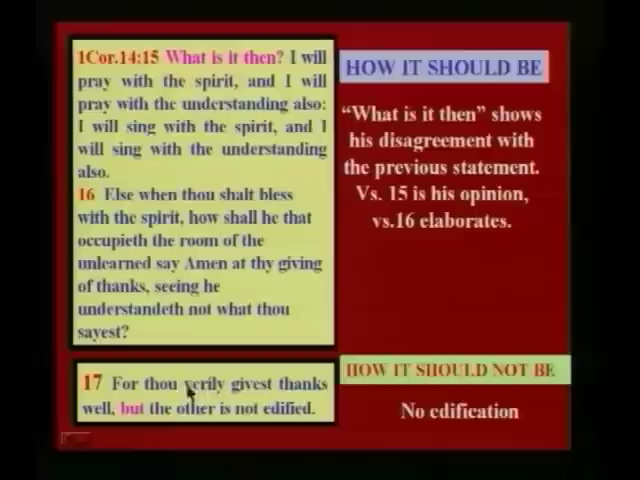 1Cor.14:15 What is it then? I will
pray with the spirit, and I will
pray with the understanding also:
I will sing with the spirit, and I
will sing with the understanding
also.
16 Else when thou shalt bless
with the spirit, how shall he that
occupieth the room of the
unlearned say Amen at thy giving
of thanks, seeing he
understandeth not what thou
sayest?
17 For thou verily givest thanks
well, but the other is not edified.
HOW IT SHOULD BE
“What is it then” shows
his disagreement with
the previous statement.
Vs. 15 is his opinion,
vs.16 elaborates.
HOW IT SHOULD NOT BE
No edification